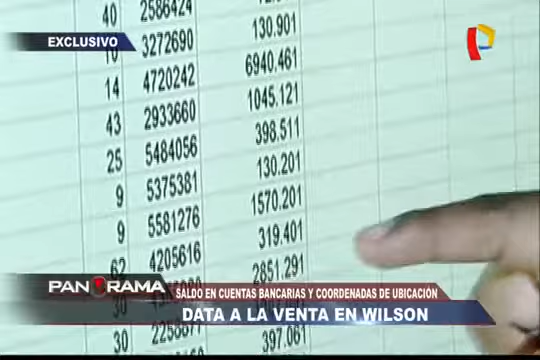 40 2586424 130.901
EXCLUSIVO
3272690 6940.461
14 4720242 1045.121
43 2933660 398.511
25 5484056 130.201
9 5375381 1570.201
9 5581276 319.401
62 4205616 2851.291
PANORAMA
SALDO EN CUENTAS BANCARIAS Y COORDENADAS DE UBICACIÓN
DATA A LA VENTA EN WILSON
30 397.061